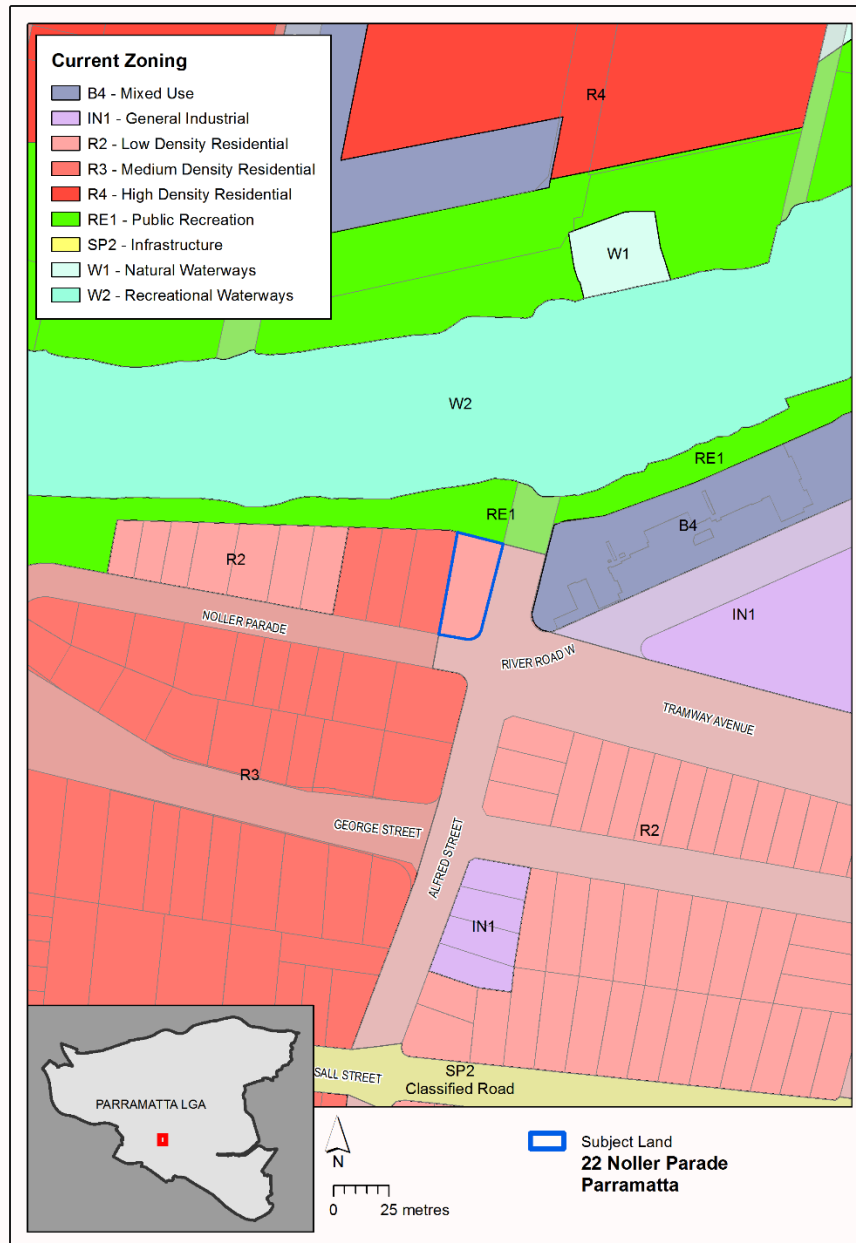 Current Zoning
B4 - Mixed Use
IN1 - General Industrial
R2 - Low Density Residential
R3 - Medium Density Residential
R4 - High Density Residential
RE1 - Public Recreation
SP2 - Infrastructure
W1 - Natural Waterways
W2 - Recreational Waterways
R4
W1
W2
RE1
RE1
B4
R2
IN1
NOLLER PARADE
RIVER ROAD W
TRAMWAY AVENUE
R3
GEORGE STREET
R2
ALFRED STREET
IN1
SALL STREET
SP2
Classified Road
PARRAMATTA LGA
N
0 25 metres
Subject Land
22 Noller Parade
Parramatta